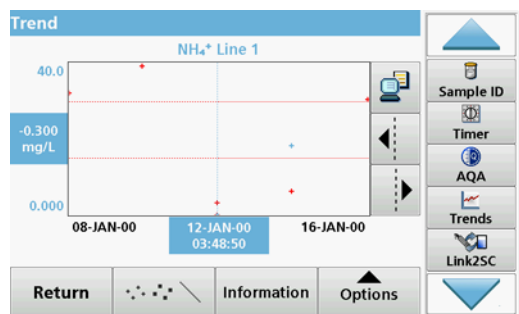 Trend
NH₄⁺ Line 1
40.0
-0.300
mg/L
0.000
08-JAN-00
12-JAN-00
03:48:50
16-JAN-00
Return
Information
Options
Sample ID
Timer
AQA
Trends
Link2SC